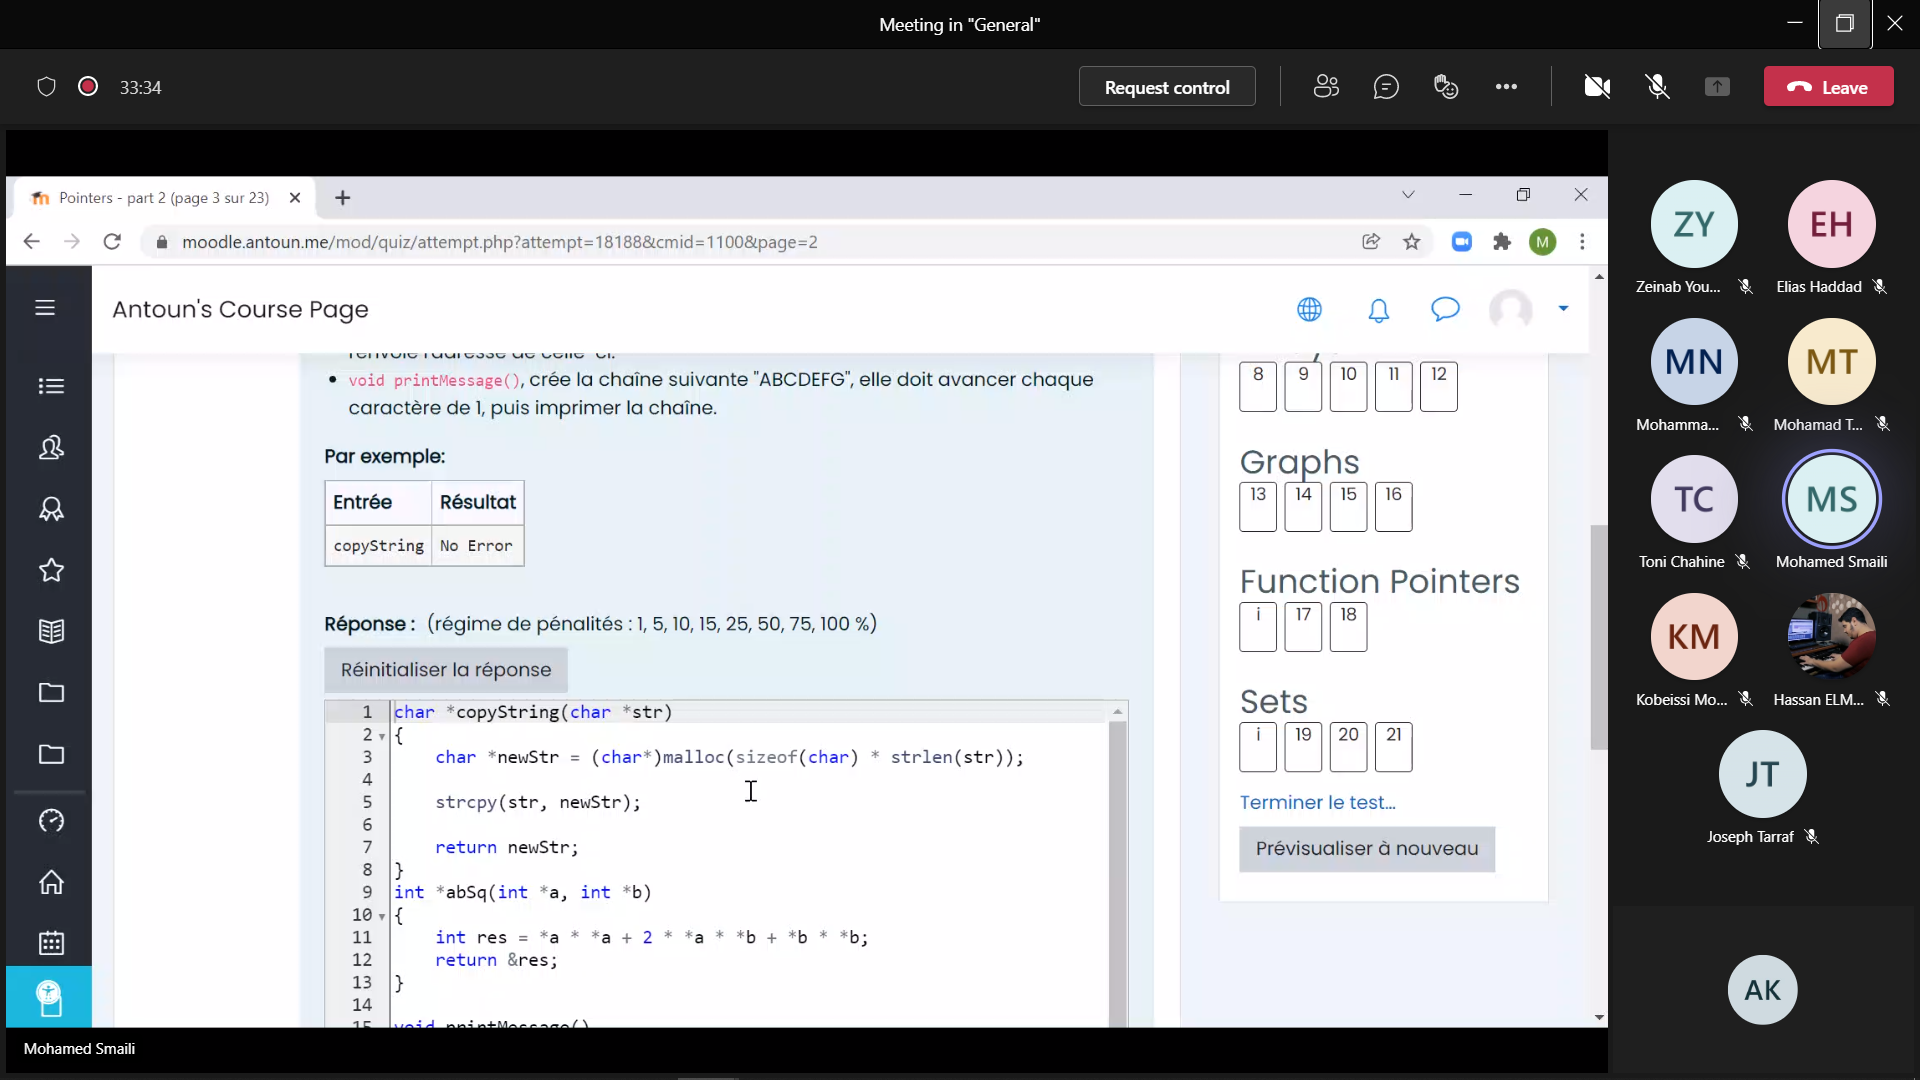 Meeting in "General"
33:34
Request control
Leave
Pointers - part 2 (page 3 sur 23)
moodle.antoun.me/mod/quiz/attempt.php?attempt=18188&cmid=1100&page=2
M
Antoun's Course Page
renvoie l'adresse de celle-ci.
void printMessage(), crée la chaîne suivante "ABCDEFG", elle doit avancer chaque
caractère de 1, puis imprimer la chaîne.
Par exemple:
Entrée Résultat
copyString No Error
Réponse : (régime de pénalités : 1, 5, 10, 15, 25, 50, 75, 100 %)
Réinitialiser la réponse
1 char *copyString(char *str)
2 {
3 char *newStr = (char*)malloc(sizeof(char) * strlen(str));
4
5 strcpy(str, newStr);
6
7 return newStr;
8 }
9 int *abSq(int *a, int *b)
10 {
11 int res = *a * *a + 2 * *a * *b + *b * *b;
12 return &res;
13 }
14
15 void printMessage()
8 9 10 11 12
Graphs
13 14 15 16
Function Pointers
i 17 18
Sets
i 19 20 21
Terminer le test...
Prévisualiser à nouveau
ZY
Zeinab You...
EH
Elias Haddad
MN
Mohamma...
MT
Mohamad T...
TC
Toni Chahine
MS
Mohamed Smaili
KM
Kobeissi Mo...
Hassan ELM...
JT
Joseph Tarraf
AK
Mohamed Smaili